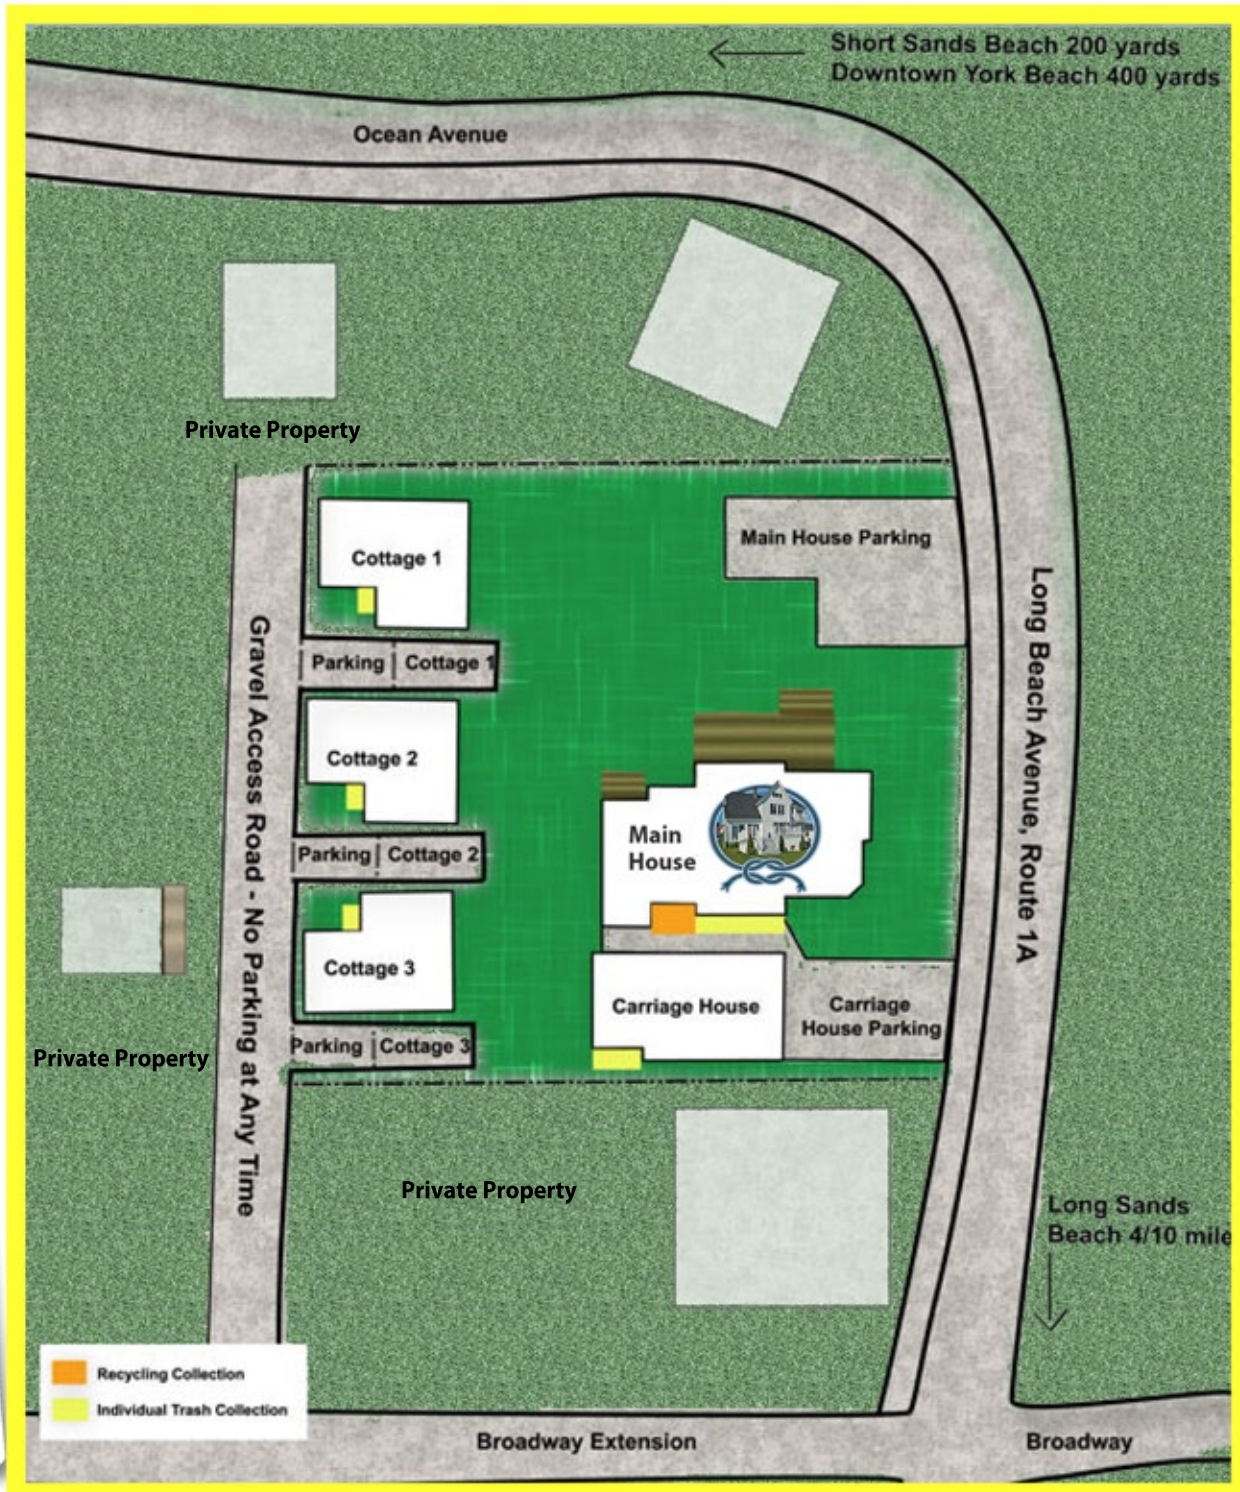 Short Sands Beach 200 yards
Downtown York Beach 400 yards
Ocean Avenue
Private Property
Cottage 1
Main House Parking
Parking
Cottage 1
Gravel Access Road - No Parking at Any Time
Long Beach Avenue, Route 1A
Cottage 2
Main
House
Parking
Cottage 2
Cottage 3
Carriage House
Carriage
House Parking
Parking
Cottage 3
Private Property
Private Property
Long Sands
Beach 4/10 mile
Recycling Collection
Individual Trash Collection
Broadway Extension
Broadway